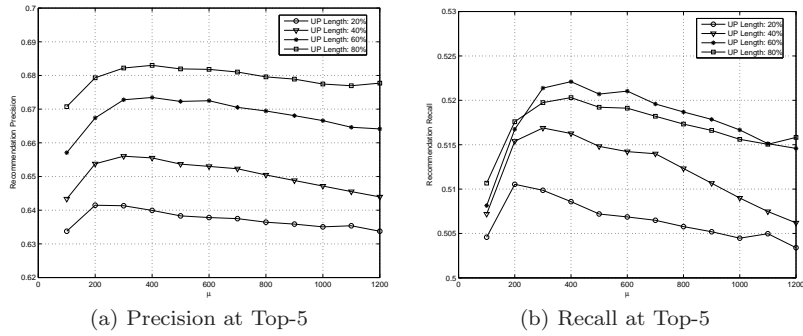 0.7
0.69
0.68
0.67
0.66
0.65
0.64
0.63
0.62
0
200
400
600
800
1000
1200
Recommendation Precision
μ
UP Length: 20%
UP Length: 40%
UP Length: 60%
UP Length: 80%
(a) Precision at Top-5
0.53
0.525
0.52
0.515
0.51
0.505
0.5
0
200
400
600
800
1000
1200
Recommendation Recall
μ
UP Length: 20%
UP Length: 40%
UP Length: 60%
UP Length: 80%
(b) Recall at Top-5